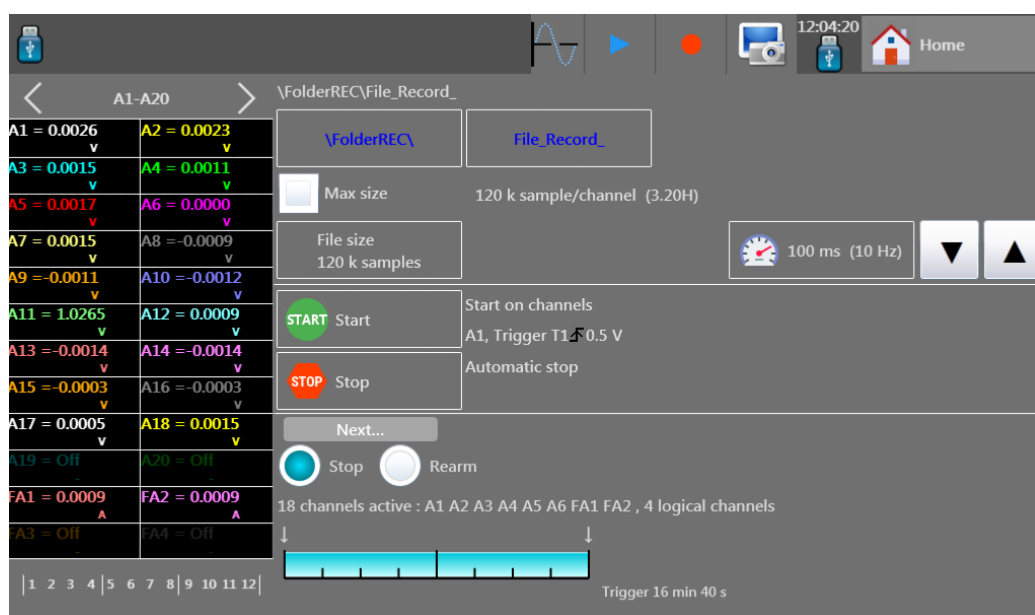 12:04:20
Home
A1-A20
\FolderREC\File_Record_
A1 = 0.0026 V
A2 = 0.0023 V
\FolderREC\
File_Record_
A3 = 0.0015 V
A4 = 0.0011 V
Max size
120 k sample/channel (3.20H)
A5 = 0.0017 V
A6 = 0.0000 V
A7 = 0.0015 V
A8 =-0.0009 V
File size
120 k samples
100 ms (10 Hz)
A9 =-0.0011 V
A10 =-0.0012 V
A11 = 1.0265 V
A12 = 0.0009 V
START Start
Start on channels
A1, Trigger T1 0.5 V
A13 =-0.0014 V
A14 =-0.0014 V
STOP Stop
Automatic stop
A15 =-0.0003 V
A16 =-0.0003 V
A17 = 0.0005 V
A18 = 0.0015 V
Next...
A19 = Off -
A20 = Off -
Stop
Rearm
FA1 = 0.0009 A
FA2 = 0.0009 A
18 channels active : A1 A2 A3 A4 A5 A6 FA1 FA2 , 4 logical channels
FA3 = Off -
FA4 = Off -
|1 2 3 4|5 6 7 8|9 10 11 12|
Trigger 16 min 40 s